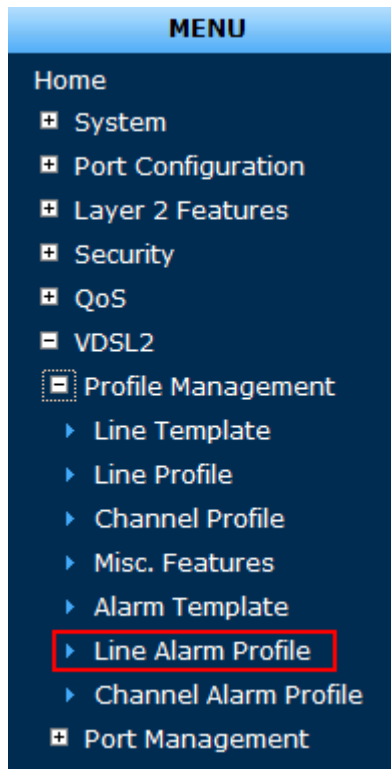 MENU
Home
System
Port Configuration
Layer 2 Features
Security
QoS
VDSL2
Profile Management
Line Template
Line Profile
Channel Profile
Misc. Features
Alarm Template
Line Alarm Profile
Channel Alarm Profile
Port Management